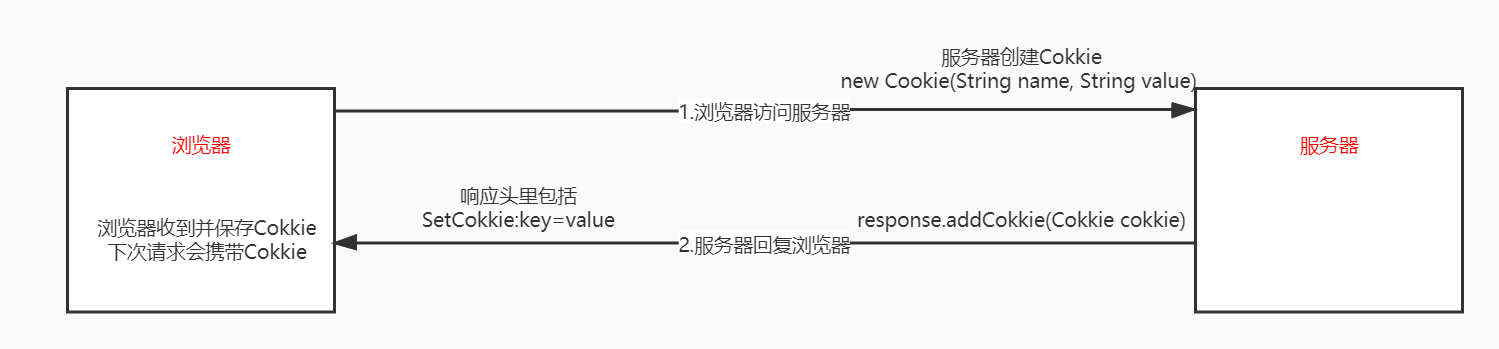 服务器创建Cokkie
new Cookie(String name, String value)
1.浏览器访问服务器
浏览器
服务器
响应头里包括
SetCokkie:key=value
response.addCokkie(Cokkie cokkie)
浏览器收到并保存Cokkie
下次请求会携带Cokkie
2.服务器回复浏览器